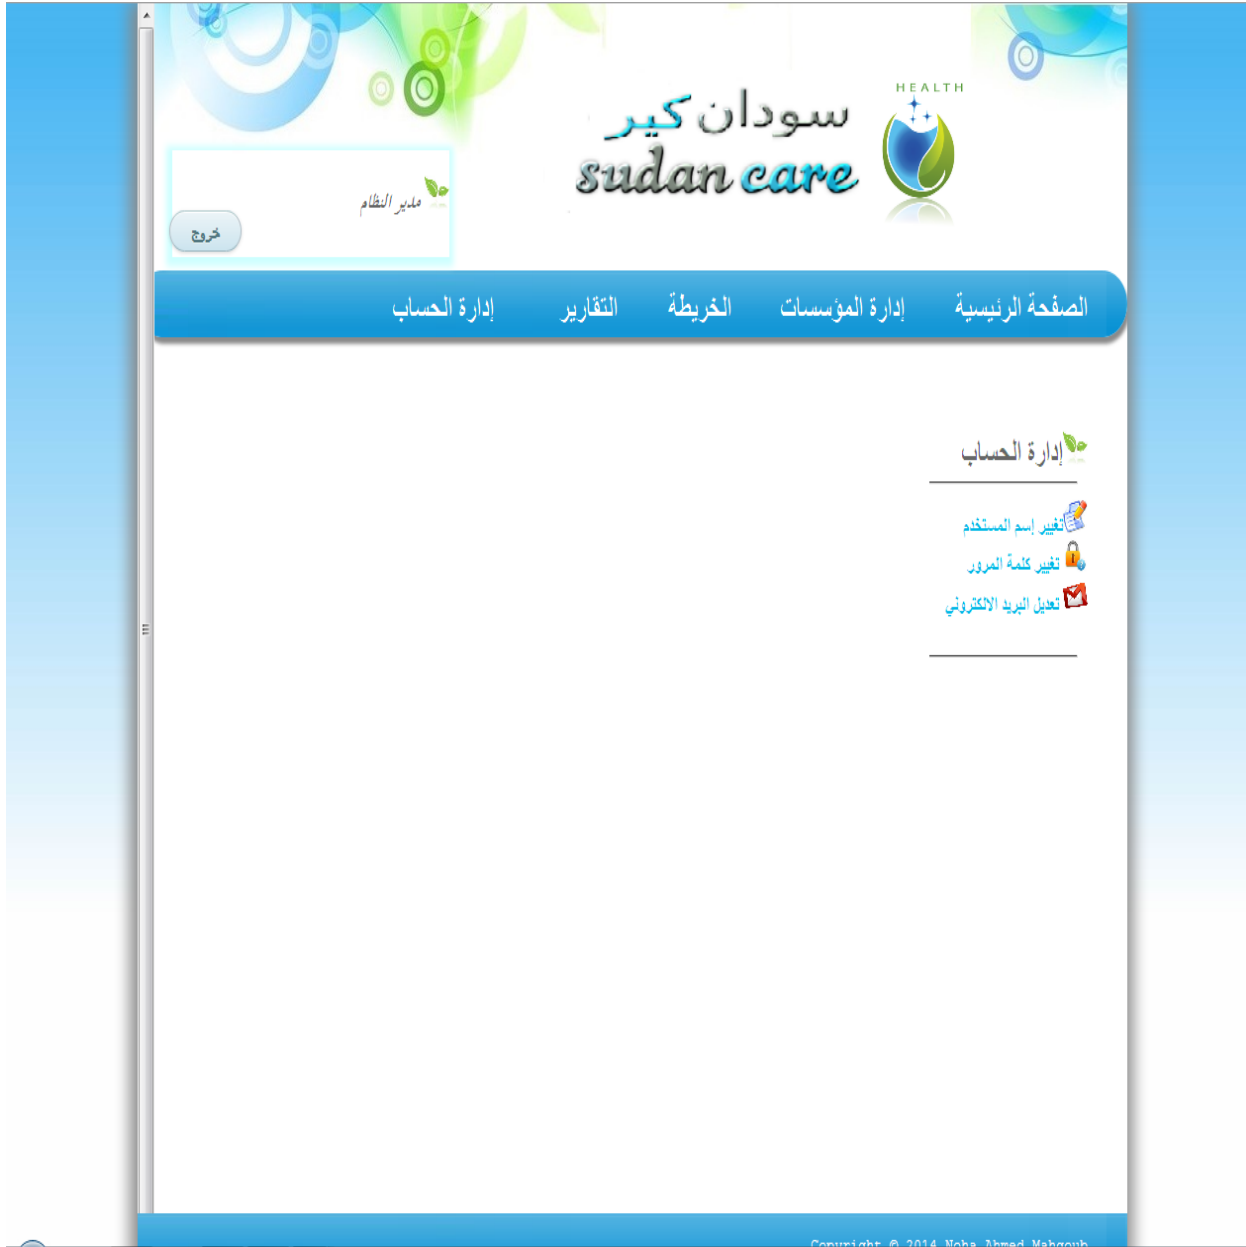 HEALTH
سودان كير
sudan care
مدير النظام
خروج
الصفحة الرئيسية إدارة المؤسسات الخريطة التقارير إدارة الحساب
إدارة الحساب
تغيير إسم المستخدم
تغيير كلمة المرور
تعديل البريد الالكتروني
Copyright © 2014 Noha Ahmed Mahgoub